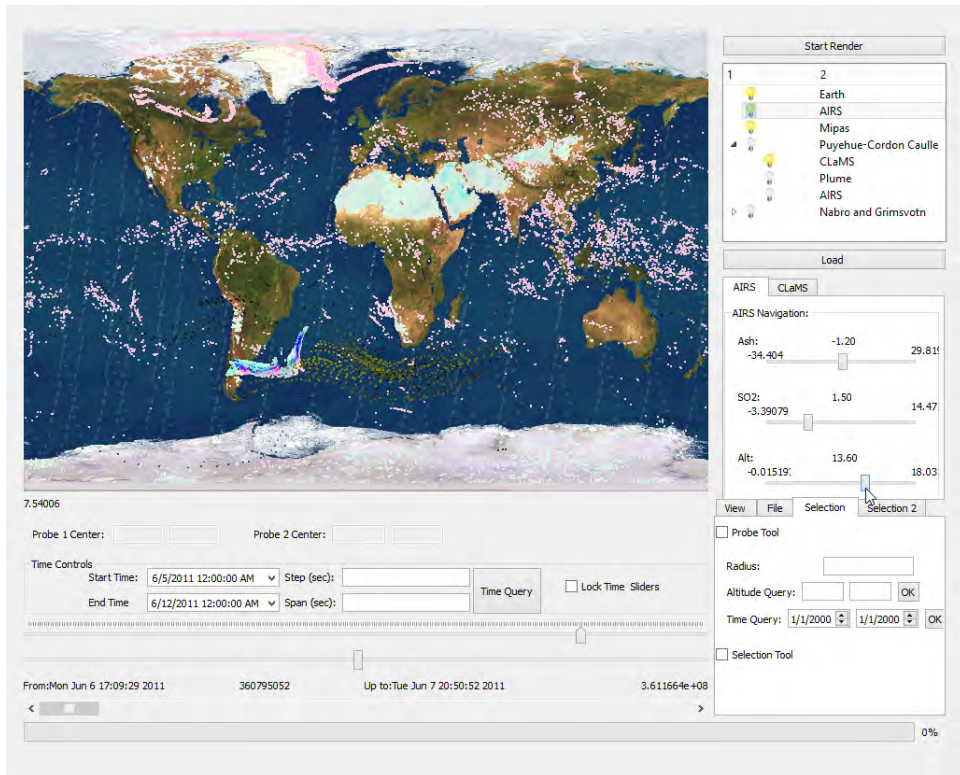 Start Render
1 2
Earth
AIRS
Mipas
Puyehue-Cordon Caulle
CLaMS
Plume
AIRS
Nabro and Grimsvotn
Load
AIRS CLaMS
AIRS Navigation:
Ash: -1.20
-34.404 29.819
SO2: 1.50
-3.39079 14.47
Alt: 13.60
-0.01519 18.03
View File Selection Selection 2
Probe Tool
Radius:
Altitude Query: OK
Time Query: 1/1/2000 1/1/2000 OK
Selection Tool
7.54006
Probe 1 Center: Probe 2 Center:
Time Controls
Start Time: 6/5/2011 12:00:00 AM Step (sec):
End Time 6/12/2011 12:00:00 AM Span (sec):
Time Query
Lock Time Sliders
From:Mon Jun 6 17:09:29 2011 360795052 Up to:Tue Jun 7 20:50:52 2011 3.611664e+08
0%